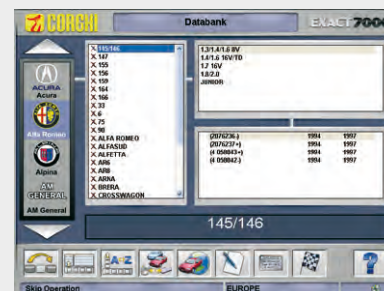 CORGHI
Databank
EXACT 7000
ACURA
Acura
Alfa Romeo
Alpina
AM
GENERAL
AM General
X 145/146
X 147
X 155
X 156
X 159
X 164
X 166
X 33
X 6
X 75
X 90
X ALFA ROMEO
X ALFASUD
X ALFETTA
X AR6
X AR8
X ARNA
X BRERA
X CROSSWAGON
1.3/1.4/1.6 8V
1.4/1.6 16V/TD
1.7 16V
1.8/2.0
JUNIOR
(2076236-) 1994 1997
(2076237+) 1994 1997
(4 058043+) 1994 1997
(4 058042-) 1994 1997
145/146
A Z
?
Skip Operation
EUROPE